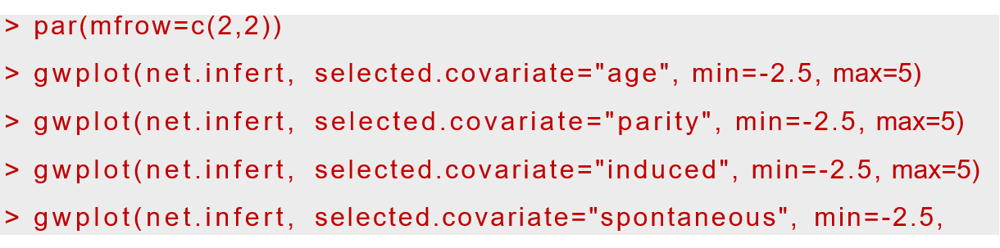 > par(mfrow=c(2,2))
> gwplot(net.infert, selected.covariate="age", min=-2.5, max=5)
> gwplot(net.infert, selected.covariate="parity", min=-2.5, max=5)
> gwplot(net.infert, selected.covariate="induced", min=-2.5, max=5)
> gwplot(net.infert, selected.covariate="spontaneous", min=-2.5,